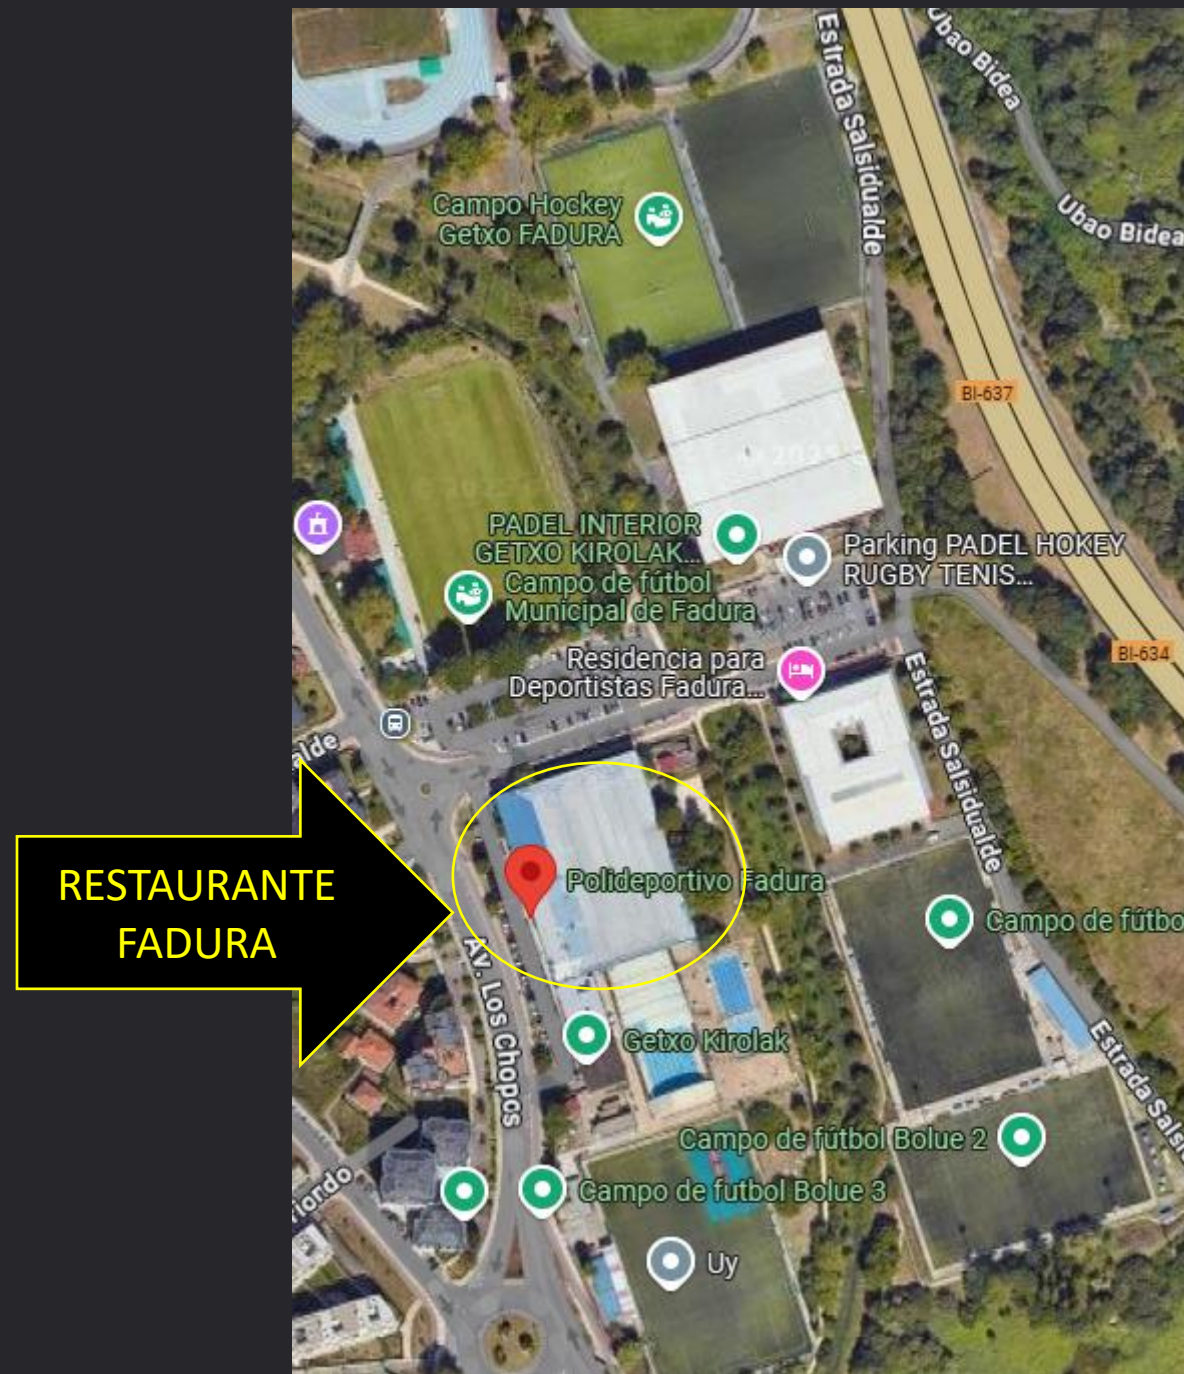 Estrada Salsidualde
Ubao Bidea
Ubao Bidea
Campo Hockey
Getxo FADURA
BI-637
PADEL INTERIOR
GETXO KIROLAK...
Parking PADEL HOKEY
RUGBY TENIS...
Campo de fútbol
Municipal de Fadura
BI-634
Residencia para
Deportistas Fadura...
Estrada Salsidualde
alde
RESTAURANTE
FADURA
Polideportivo Fadura
Campo de fútbo
Av. Los Chopos
Getxo Kirolak
Estrada Salsi
Campo de fútbol Bolue 2
Campo de futbol Bolue 3
iordo
Uy